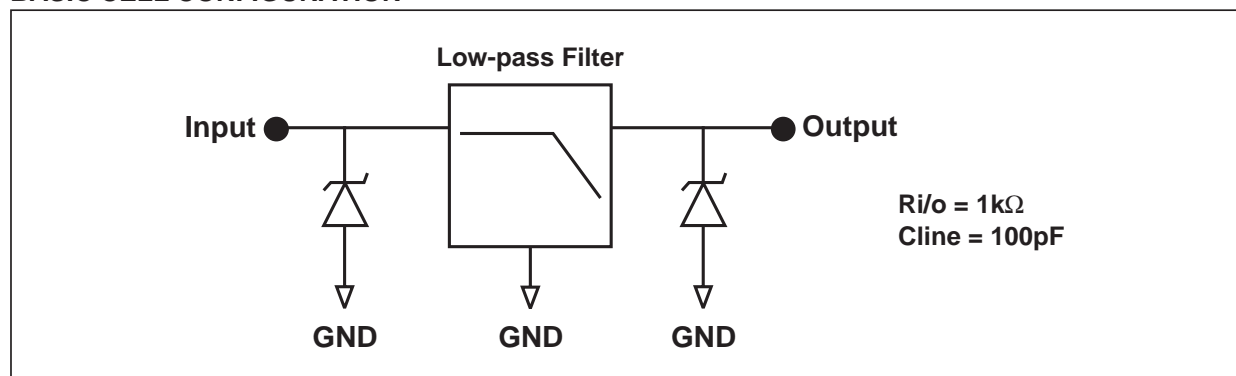 Low-pass Filter
Input
Output
Ri/o = 1kΩ
Cline = 100pF
GND
GND
GND